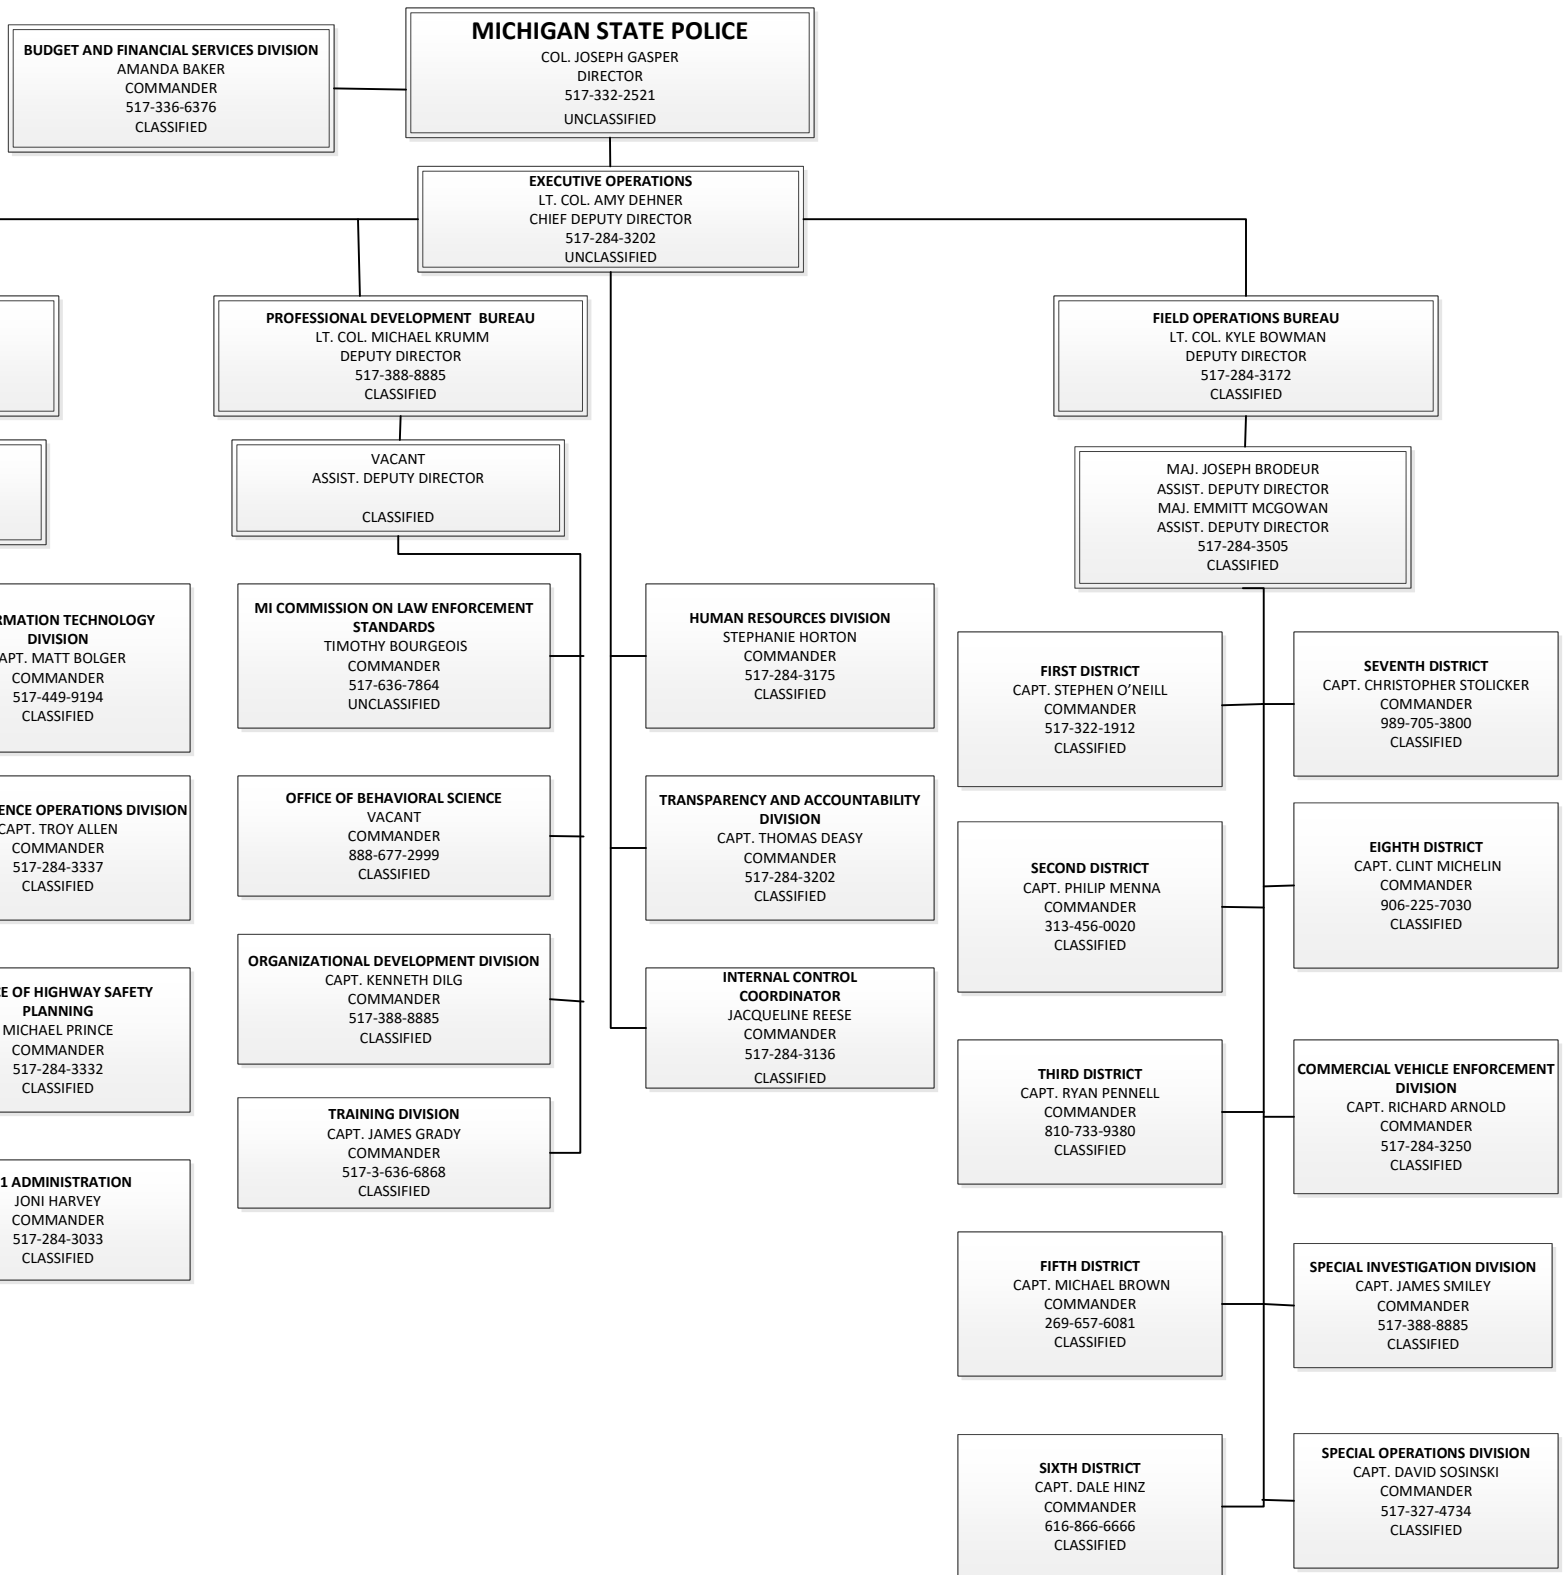 BUDGET AND FINANCIAL SERVICES DIVISION
AMANDA BAKER
COMMANDER
517-336-6376
CLASSIFIED
MICHIGAN STATE POLICE
COL. JOSEPH GASPER
DIRECTOR
517-332-2521
UNCLASSIFIED
EXECUTIVE OPERATIONS
LT. COL. AMY DEHNER
CHIEF DEPUTY DIRECTOR
517-284-3202
UNCLASSIFIED
PROFESSIONAL DEVELOPMENT BUREAU
LT. COL. MICHAEL KRUMM
DEPUTY DIRECTOR
517-388-8885
CLASSIFIED
FIELD OPERATIONS BUREAU
LT. COL. KYLE BOWMAN
DEPUTY DIRECTOR
517-284-3172
CLASSIFIED
VACANT
ASSIST. DEPUTY DIRECTOR
CLASSIFIED
MAJ. JOSEPH BRODEUR
ASSIST. DEPUTY DIRECTOR
MAJ. EMMITT MCGOWAN
ASSIST. DEPUTY DIRECTOR
517-284-3505
CLASSIFIED
RMATION TECHNOLOGY
DIVISION
APT. MATT BOLGER
COMMANDER
517-449-9194
CLASSIFIED
ENCE OPERATIONS DIVISION
CAPT. TROY ALLEN
COMMANDER
517-284-3337
CLASSIFIED
E OF HIGHWAY SAFETY
PLANNING
MICHAEL PRINCE
COMMANDER
517-284-3332
CLASSIFIED
1 ADMINISTRATION
JONI HARVEY
COMMANDER
517-284-3033
CLASSIFIED
MI COMMISSION ON LAW ENFORCEMENT
STANDARDS
TIMOTHY BOURGEOIS
COMMANDER
517-636-7864
UNCLASSIFIED
OFFICE OF BEHAVIORAL SCIENCE
VACANT
COMMANDER
888-677-2999
CLASSIFIED
ORGANIZATIONAL DEVELOPMENT DIVISION
CAPT. KENNETH DILG
COMMANDER
517-388-8885
CLASSIFIED
TRAINING DIVISION
CAPT. JAMES GRADY
COMMANDER
517-3-636-6868
CLASSIFIED
HUMAN RESOURCES DIVISION
STEPHANIE HORTON
COMMANDER
517-284-3175
CLASSIFIED
TRANSPARENCY AND ACCOUNTABILITY
DIVISION
CAPT. THOMAS DEASY
COMMANDER
517-284-3202
CLASSIFIED
INTERNAL CONTROL
COORDINATOR
JACQUELINE REESE
COMMANDER
517-284-3136
CLASSIFIED
FIRST DISTRICT
CAPT. STEPHEN O’NEILL
COMMANDER
517-322-1912
CLASSIFIED
SECOND DISTRICT
CAPT. PHILIP MENNA
COMMANDER
313-456-0020
CLASSIFIED
THIRD DISTRICT
CAPT. RYAN PENNELL
COMMANDER
810-733-9380
CLASSIFIED
FIFTH DISTRICT
CAPT. MICHAEL BROWN
COMMANDER
269-657-6081
CLASSIFIED
SIXTH DISTRICT
CAPT. DALE HINZ
COMMANDER
616-866-6666
CLASSIFIED
SEVENTH DISTRICT
CAPT. CHRISTOPHER STOLICKER
COMMANDER
989-705-3800
CLASSIFIED
EIGHTH DISTRICT
CAPT. CLINT MICHELIN
COMMANDER
906-225-7030
CLASSIFIED
COMMERCIAL VEHICLE ENFORCEMENT
DIVISION
CAPT. RICHARD ARNOLD
COMMANDER
517-284-3250
CLASSIFIED
SPECIAL INVESTIGATION DIVISION
CAPT. JAMES SMILEY
COMMANDER
517-388-8885
CLASSIFIED
SPECIAL OPERATIONS DIVISION
CAPT. DAVID SOSINSKI
COMMANDER
517-327-4734
CLASSIFIED